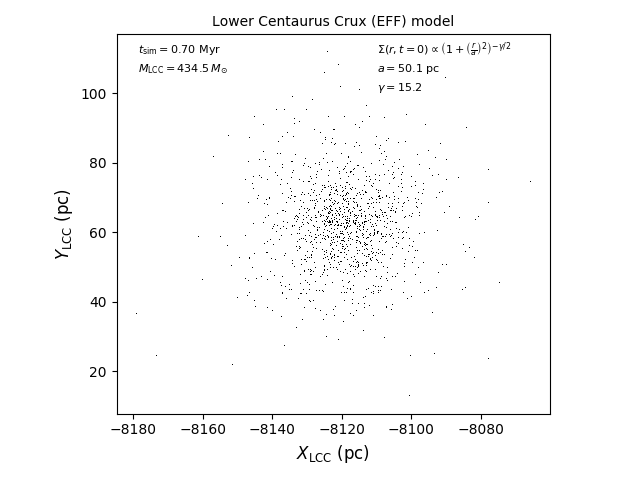 Lower Centaurus Crux (EFF) model
t_sim = 0.70 Myr
M_LCC = 434.5 M_⊙
Σ(r, t = 0) ∝ (1 + (r/a)²)^(−γ/2)
a = 50.1 pc
γ = 15.2
Y_LCC (pc)
100
80
60
40
20
−8180 −8160 −8140 −8120 −8100 −8080
X_LCC (pc)